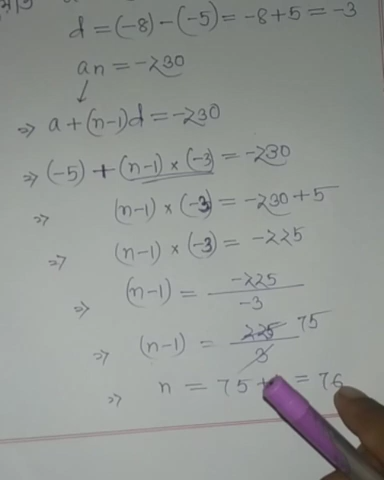 d = (-8) - (-5) = -8 + 5 = -3
an = -230
↓
⇒ a + (n-1)d = -230
⇒ (-5) + (n-1) × (-3) = -230
⇒ (n-1) × (-3) = -230 + 5
⇒ (n-1) × (-3) = -225
⇒ (n-1) = -225 / -3
⇒ (n-1) = 225 / 3 75
⇒ n = 75 + = 76